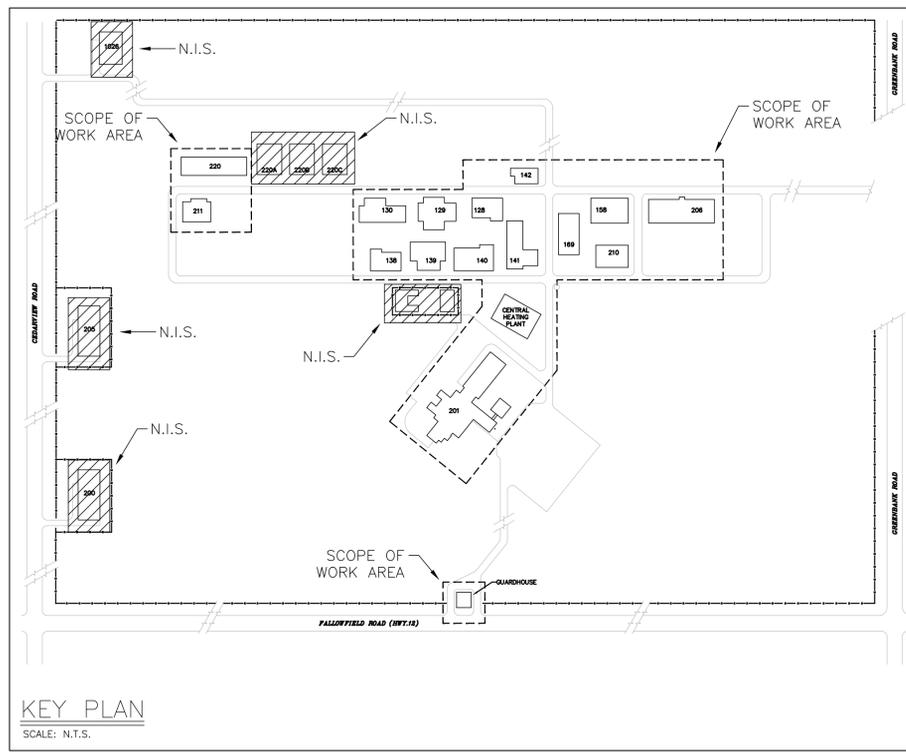 1026
N.I.S.
GREENBANK ROAD
SCOPE OF
WORK AREA
N.I.S.
SCOPE OF
WORK AREA
220
220A
220B
220C
142
211
130
129
128
158
206
169
138
139
140
141
210
CEDARVIEW ROAD
205
N.I.S.
N.I.S.
CENTRAL
HEATING
PLANT
201
N.I.S.
200
GREENBANK ROAD
SCOPE OF
WORK AREA
GUARDHOUSE
FALLOWFIELD ROAD (HWY.12)
KEY PLAN
SCALE: N.T.S.